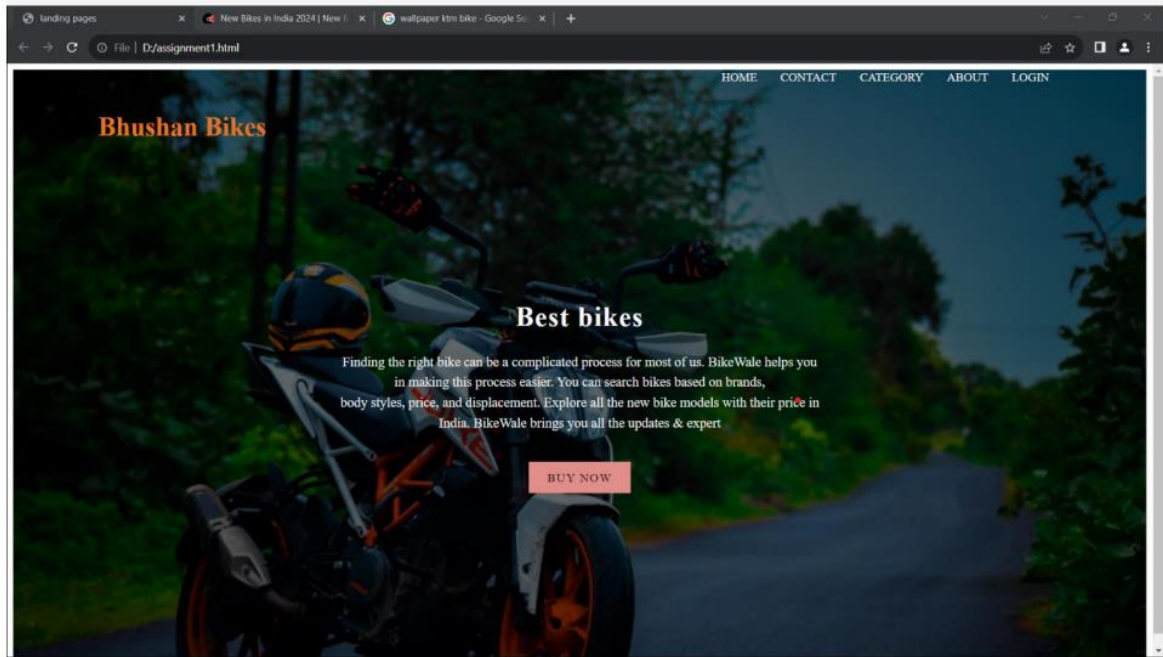 landing pages
New Bikes in India 2024 | New
wallpaper ktm bike - Google Se
File | D:/assignment1.html
HOME CONTACT CATEGORY ABOUT LOGIN
Bhushan Bikes
Best bikes
Finding the right bike can be a complicated process for most of us. BikeWale helps you
in making this process easier. You can search bikes based on brands,
body styles, price, and displacement. Explore all the new bike models with their price in
India. BikeWale brings you all the updates & expert
BUY NOW